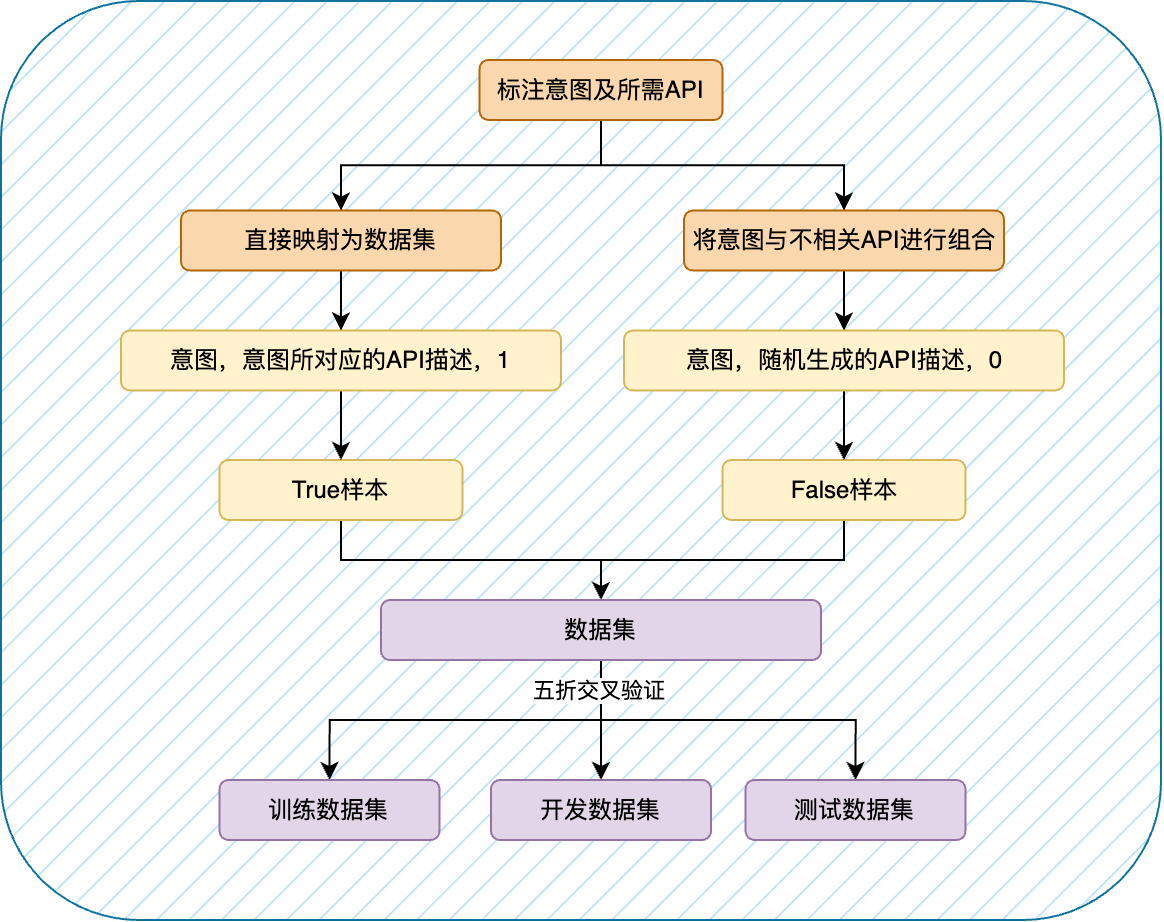 标注意图及所需API
直接映射为数据集
将意图与不相关API进行组合
意图，意图所对应的API描述，1
意图，随机生成的API描述，0
True样本
False样本
数据集
五折交叉验证
训练数据集
开发数据集
测试数据集